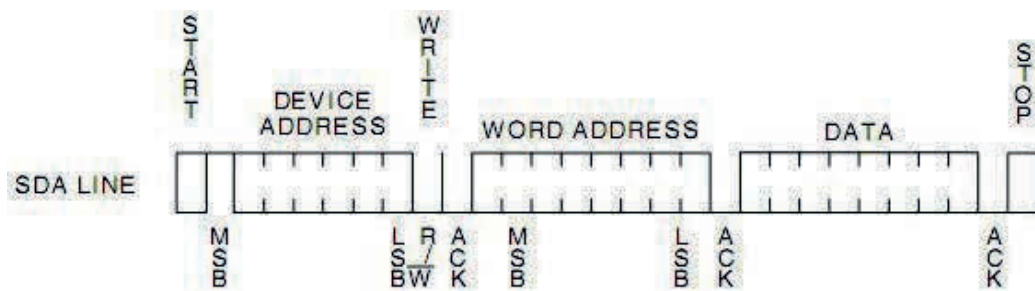 START
WRITE
STOP
DEVICE
ADDRESS
WORD ADDRESS
DATA
SDA LINE
MSB
LSB
R/W
ACK
MSB
LSB
ACK
ACK